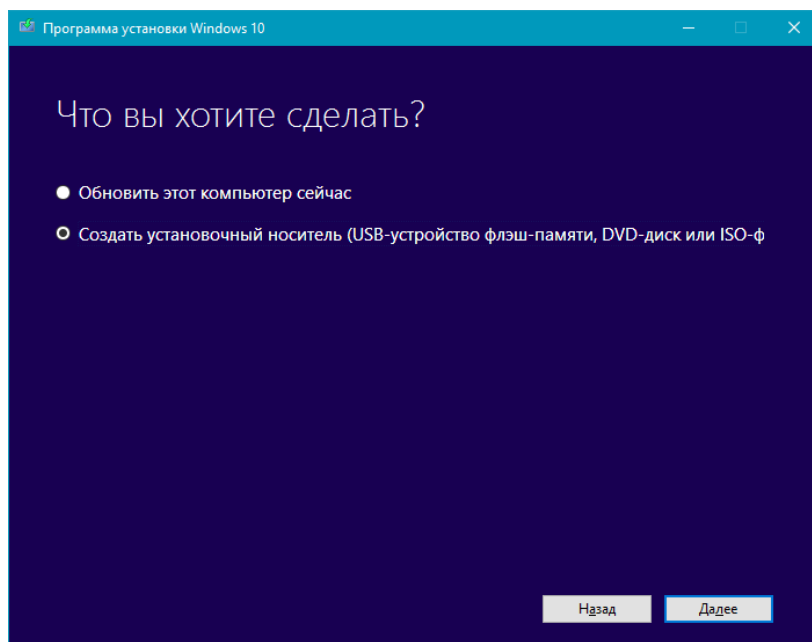 Программа установки Windows 10
Что вы хотите сделать?
Обновить этот компьютер сейчас
Создать установочный носитель (USB-устройство флэш-памяти, DVD-диск или ISO-ф
Назад
Далее